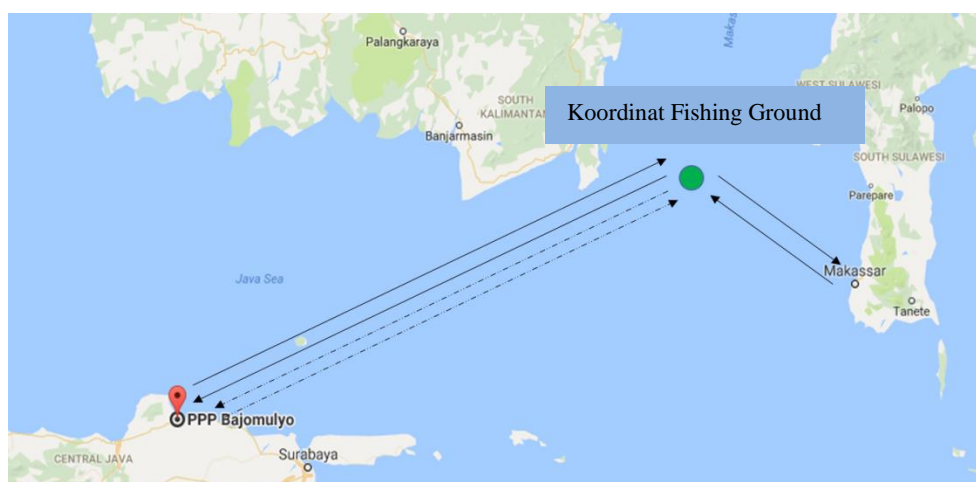 Palangkaraya
Makas
SOUTH
KALIMANTAN
Banjarmasin
Koordinat Fishing Ground
WEST SULAWESI
Palopo
SOUTH SULAWESI
Parepare
Java Sea
Makassar
Tanete
PPP Bajomulyo
CENTRAL JAVA
Surabaya